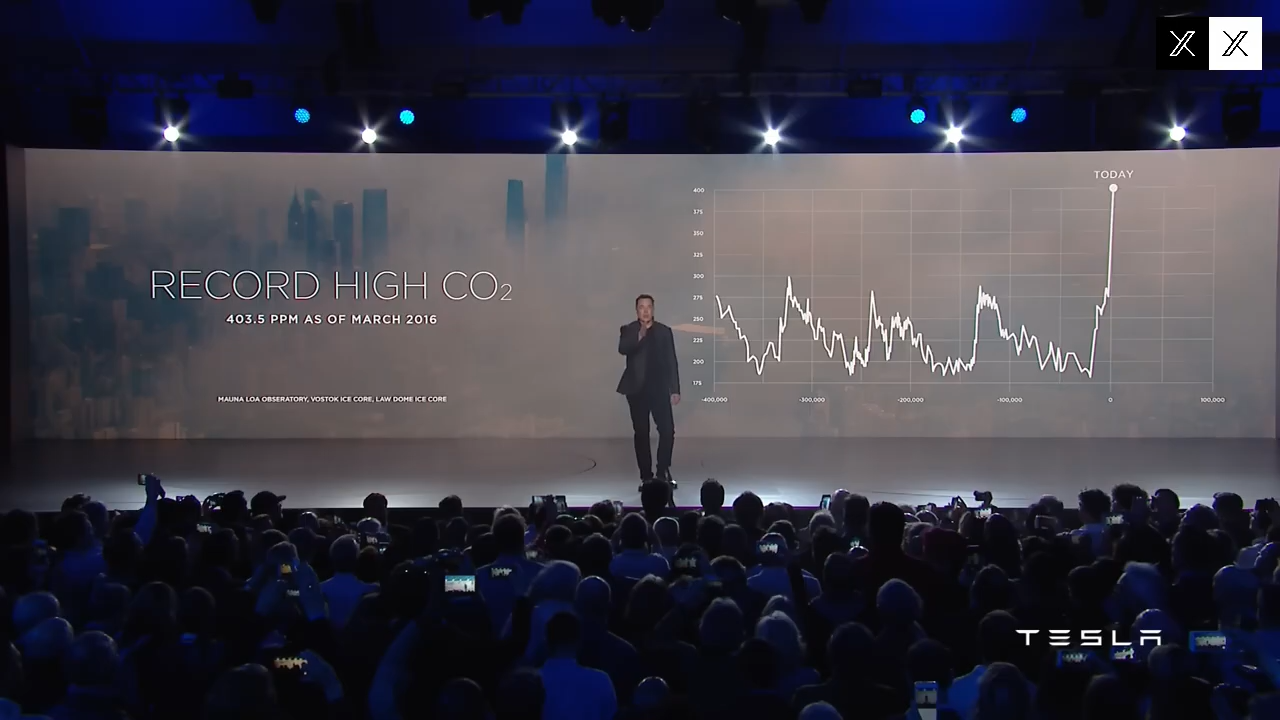 RECORD HIGH CO₂
403.5 PPM AS OF MARCH 2016
MAUNA LOA OBSERATORY, VOSTOK ICE CORE, LAW DOME ICE CORE
TODAY
400
375
350
325
300
275
250
225
200
175
-400,000 -300,000 -200,000 -100,000 0 100,000
TESLA